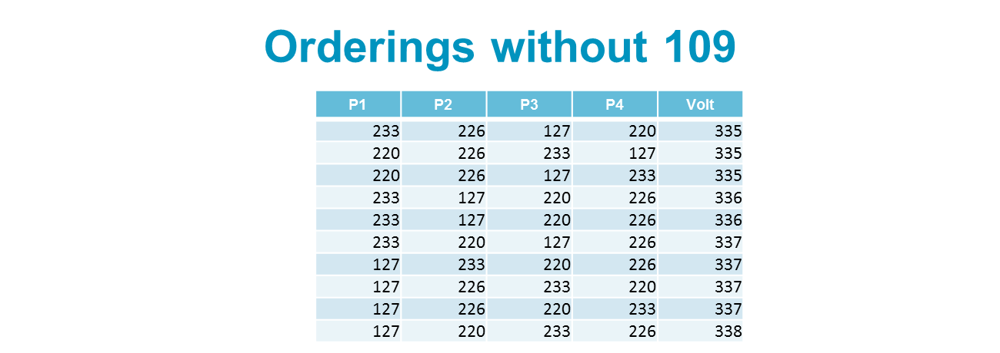 Orderings without 109
P1 P2 P3 P4 Volt
233 226 127 220 335
220 226 233 127 335
220 226 127 233 335
233 127 220 226 336
233 127 220 226 336
233 220 127 226 337
127 233 220 226 337
127 226 233 220 337
127 226 220 233 337
127 220 233 226 338